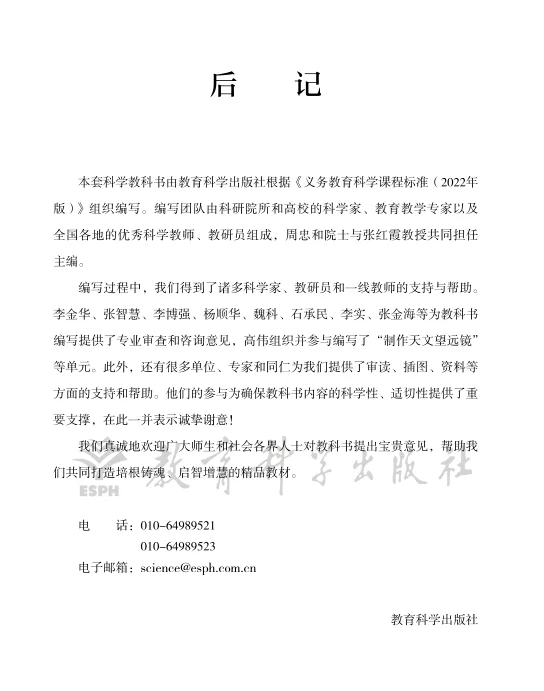 后 记
本套科学教科书由教育科学出版社根据《义务教育科学课程标准（2022年
版）》组织编写。编写团队由科研院所和高校的科学家、教育教学专家以及
全国各地的优秀科学教师、教研员组成，周忠和院士与张红霞教授共同担任
主编。
编写过程中，我们得到了诸多科学家、教研员和一线教师的支持与帮助。
李金华、张智慧、李博强、杨顺华、魏科、石承民、李实、张金海等为教科书
编写提供了专业审查和咨询意见，高伟组织并参与编写了“制作天文望远镜”
等单元。此外，还有很多单位、专家和同仁为我们提供了审读、插图、资料等
方面的支持和帮助。他们的参与为确保教科书内容的科学性、适切性提供了重
要支撑，在此一并表示诚挚谢意！
我们真诚地欢迎广大师生和社会各界人士对教科书提出宝贵意见，帮助我
们共同打造培根铸魂、启智增慧的精品教材。
ESPH 教育科学出版社
电 话：010-64989521
010-64989523
电子邮箱：science@esph.com.cn
教育科学出版社